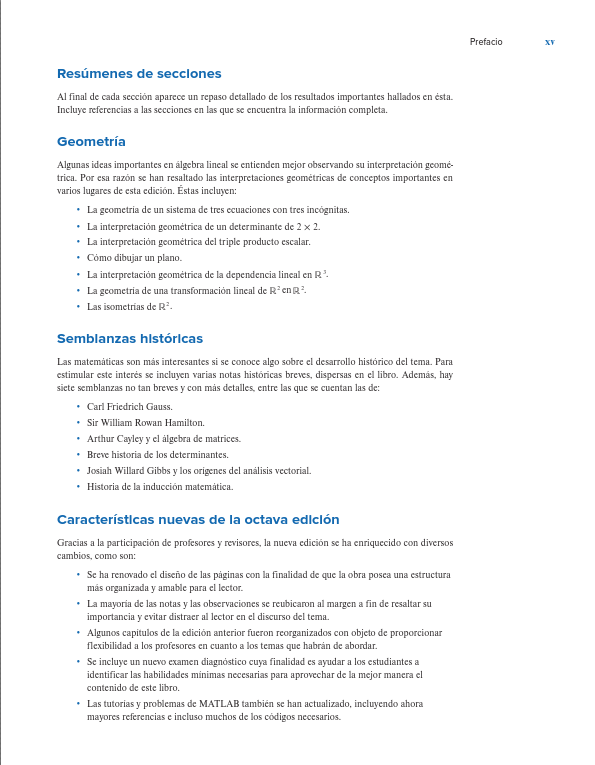 Prefacio xv
Resúmenes de secciones
Al final de cada sección aparece un repaso detallado de los resultados importantes hallados en ésta.
Incluye referencias a las secciones en las que se encuentra la información completa.
Geometría
Algunas ideas importantes en álgebra lineal se entienden mejor observando su interpretación geomé-
trica. Por esa razón se han resaltado las interpretaciones geométricas de conceptos importantes en
varios lugares de esta edición. Éstas incluyen:
• La geometría de un sistema de tres ecuaciones con tres incógnitas.
• La interpretación geométrica de un determinante de 2 × 2.
• La interpretación geométrica del triple producto escalar.
• Cómo dibujar un plano.
• La interpretación geométrica de la dependencia lineal en ℝ³.
• La geometría de una transformación lineal de ℝ² en ℝ².
• Las isometrías de ℝ².
Semblanzas históricas
Las matemáticas son más interesantes si se conoce algo sobre el desarrollo histórico del tema. Para
estimular este interés se incluyen varias notas históricas breves, dispersas en el libro. Además, hay
siete semblanzas no tan breves y con más detalles, entre las que se cuentan las de:
• Carl Friedrich Gauss.
• Sir William Rowan Hamilton.
• Arthur Cayley y el álgebra de matrices.
• Breve historia de los determinantes.
• Josiah Willard Gibbs y los orígenes del análisis vectorial.
• Historia de la inducción matemática.
Características nuevas de la octava edición
Gracias a la participación de profesores y revisores, la nueva edición se ha enriquecido con diversos
cambios, como son:
• Se ha renovado el diseño de las páginas con la finalidad de que la obra posea una estructura
más organizada y amable para el lector.
• La mayoría de las notas y las observaciones se reubicaron al margen a fin de resaltar su
importancia y evitar distraer al lector en el discurso del tema.
• Algunos capítulos de la edición anterior fueron reorganizados con objeto de proporcionar
flexibilidad a los profesores en cuanto a los temas que habrán de abordar.
• Se incluye un nuevo examen diagnóstico cuya finalidad es ayudar a los estudiantes a
identificar las habilidades mínimas necesarias para aprovechar de la mejor manera el
contenido de este libro.
• Las tutorías y problemas de MATLAB también se han actualizado, incluyendo ahora
mayores referencias e incluso muchos de los códigos necesarios.